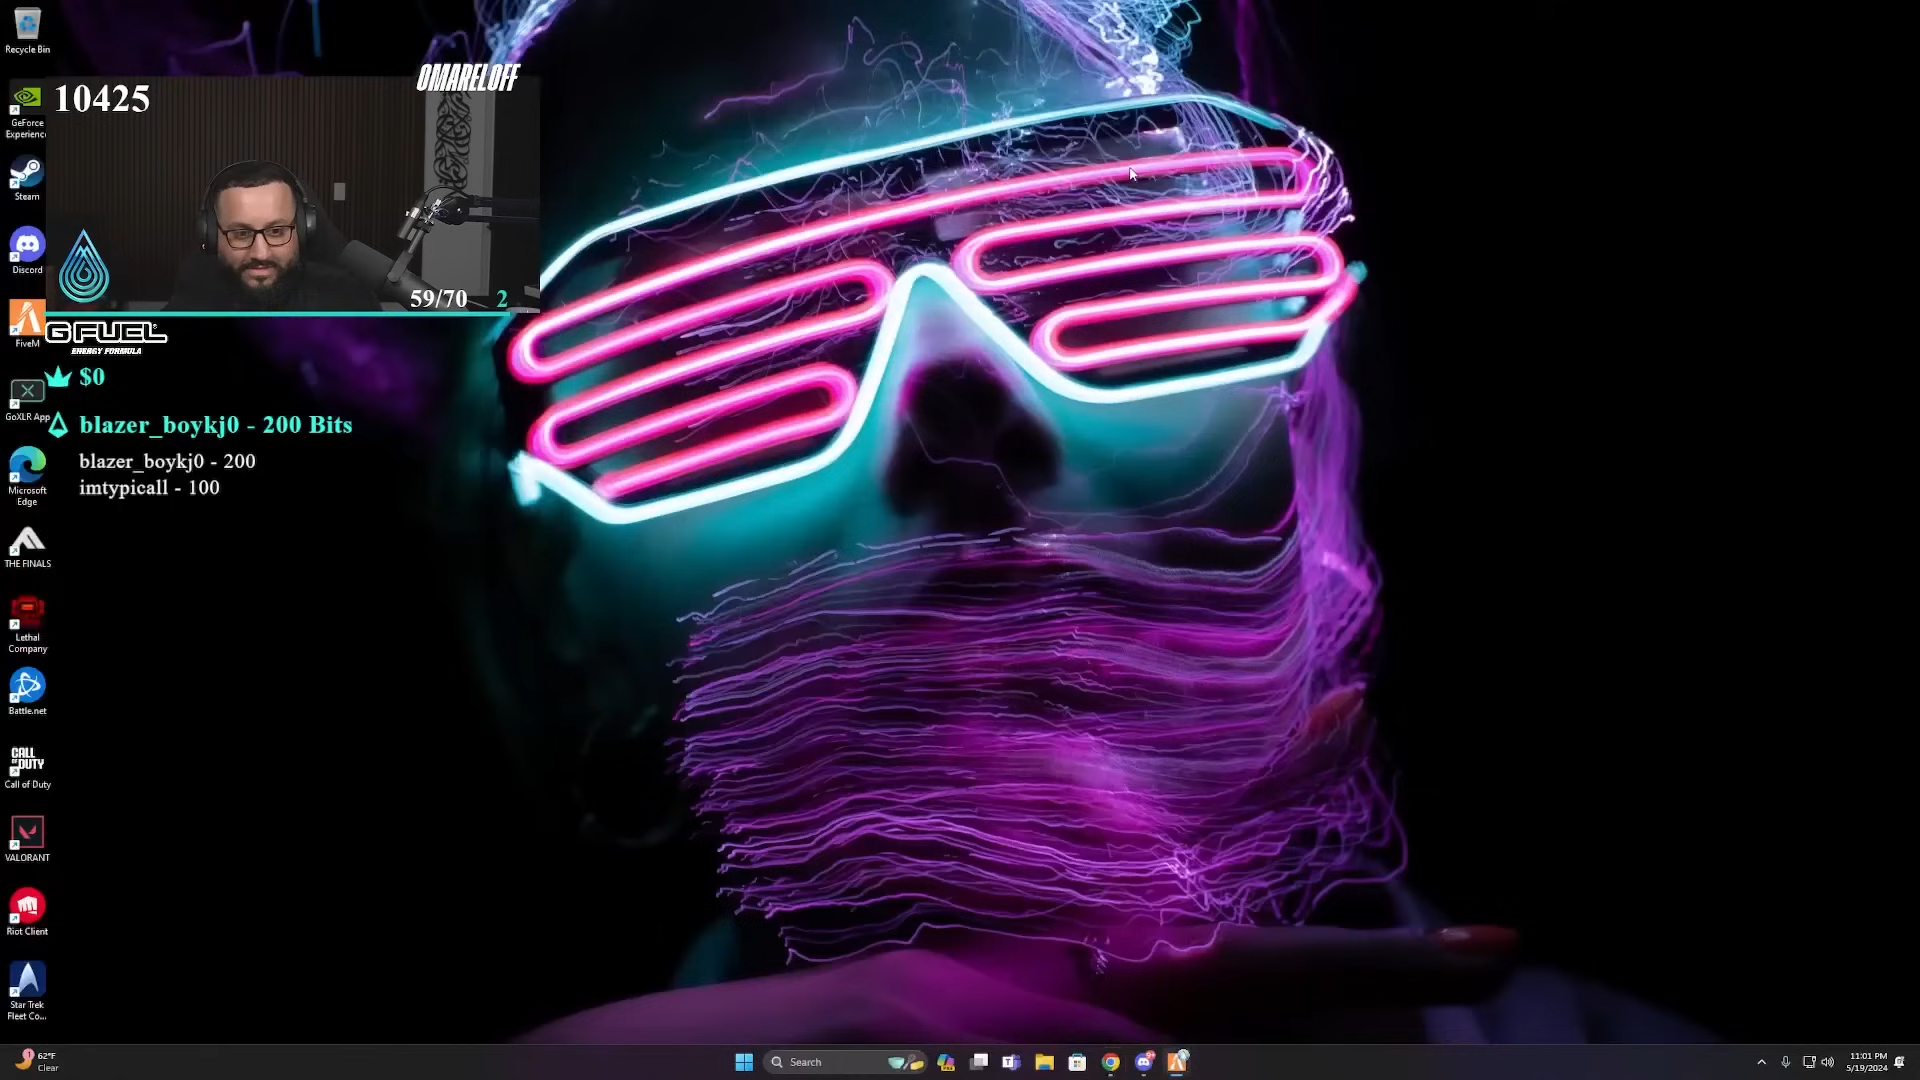 Recycle Bin
OMARELOFF
10425
GeForce
Experience
Steam
Discord
59/70 2
FiveM
G FUEL
ENERGY FORMULA
$0
GoXLR App
blazer_boykj0 - 200 Bits
blazer_boykj0 - 200
imtypicall - 100
Microsoft
Edge
THE FINALS
Lethal
Company
Battle.net
CALL OF DUTY
Call of Duty
VALORANT
Riot Client
Star Trek
Fleet Co...
62°F
Clear
Search
11:01 PM
5/19/2024